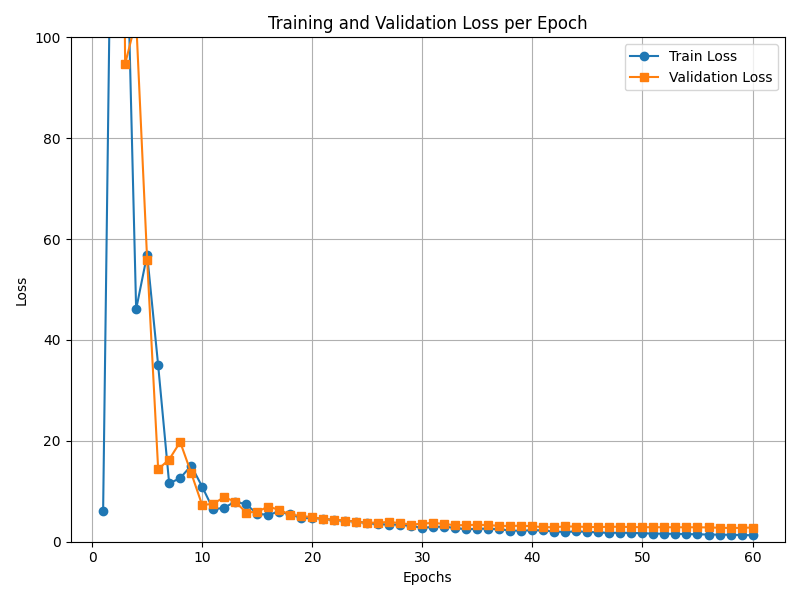 Training and Validation Loss per Epoch
Train Loss
Validation Loss
100
80
60
40
20
0
Loss
0 10 20 30 40 50 60
Epochs